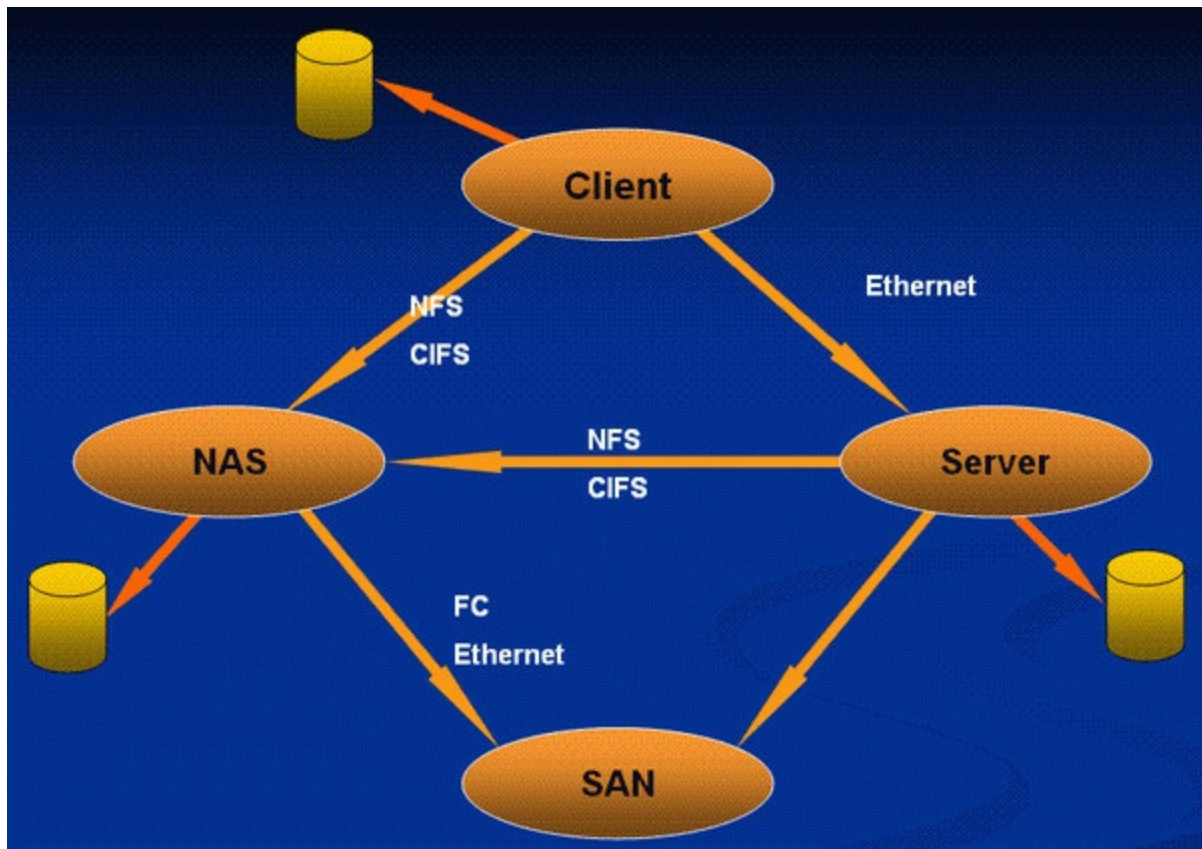 Client
Ethernet
NFS
CIFS
NFS
CIFS
NAS
Server
FC
Ethernet
SAN